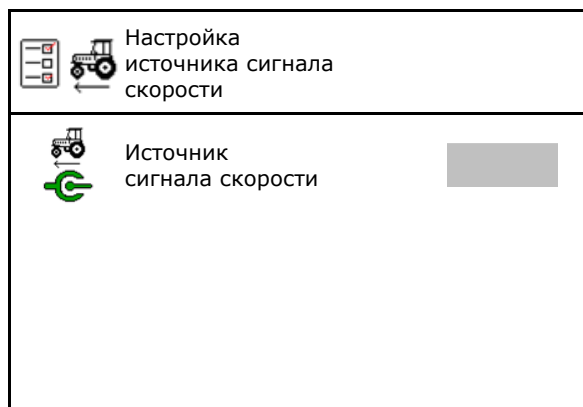 Настройка
источника сигнала
скорости
Источник
сигнала скорости